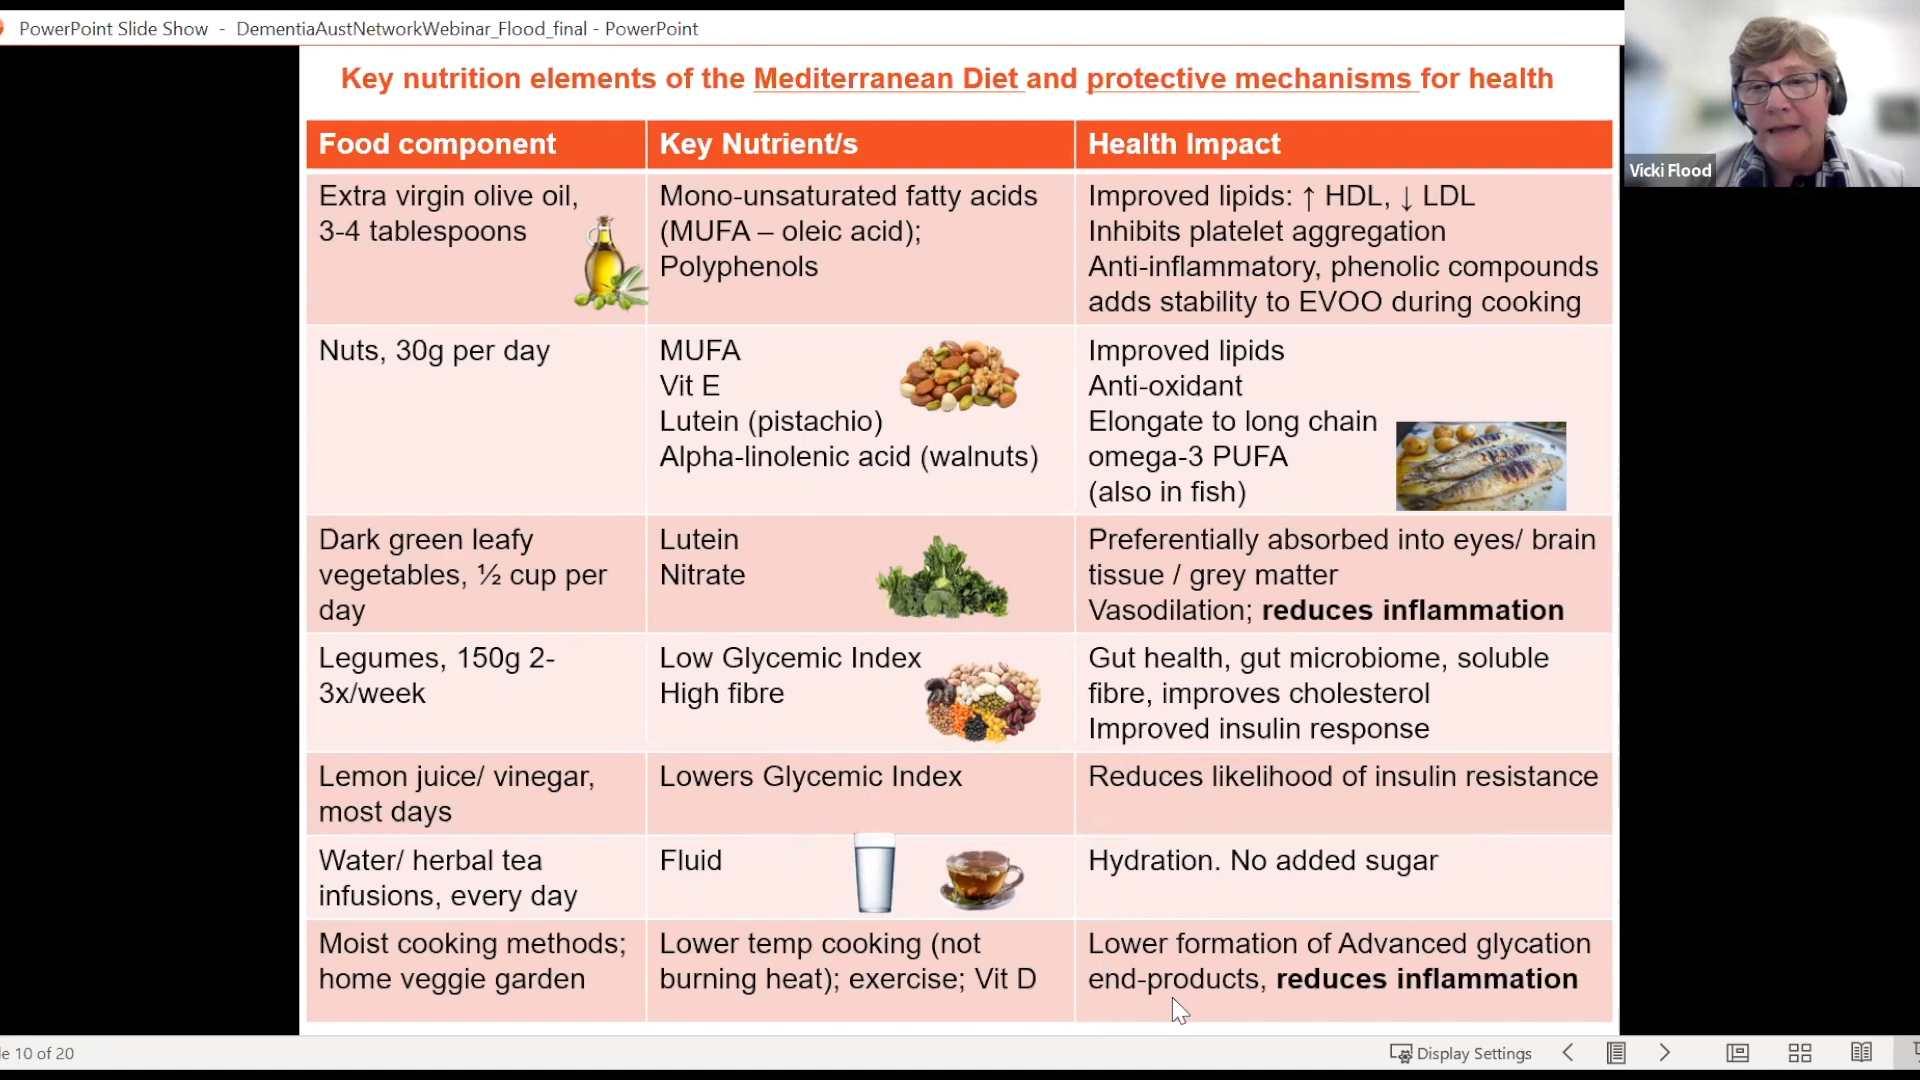 PowerPoint Slide Show - DementiaAustNetworkWebinar_Flood_final - PowerPoint
Key nutrition elements of the Mediterranean Diet and protective mechanisms for health
Vicki Flood
Food component
Key Nutrient/s
Health Impact
Extra virgin olive oil,
3-4 tablespoons
Mono-unsaturated fatty acids
(MUFA – oleic acid);
Polyphenols
Improved lipids: ↑ HDL, ↓ LDL
Inhibits platelet aggregation
Anti-inflammatory, phenolic compounds
adds stability to EVOO during cooking
Nuts, 30g per day
MUFA
Vit E
Lutein (pistachio)
Alpha-linolenic acid (walnuts)
Improved lipids
Anti-oxidant
Elongate to long chain
omega-3 PUFA
(also in fish)
Dark green leafy
vegetables, ½ cup per
day
Lutein
Nitrate
Preferentially absorbed into eyes/ brain
tissue / grey matter
Vasodilation; reduces inflammation
Legumes, 150g 2-
3x/week
Low Glycemic Index
High fibre
Gut health, gut microbiome, soluble
fibre, improves cholesterol
Improved insulin response
Lemon juice/ vinegar,
most days
Lowers Glycemic Index
Reduces likelihood of insulin resistance
Water/ herbal tea
infusions, every day
Fluid
Hydration. No added sugar
Moist cooking methods;
home veggie garden
Lower temp cooking (not
burning heat); exercise; Vit D
Lower formation of Advanced glycation
end-products, reduces inflammation
le 10 of 20
Display Settings